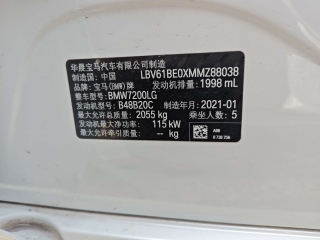 华晨宝马汽车有限公司制造
制造国: 中国 LBV61BE0XMMZ88038
品牌: 宝马(BMW)牌 发动机排量: 1998 mL
整车型号: BMW7200LG
发动机型号: B48B20C 制造年月: 2021-01
最大允许总质量: 2055 kg 乘坐人数: 5
发动机最大净功率: 115 kW
最大允许牵引质量: - kg